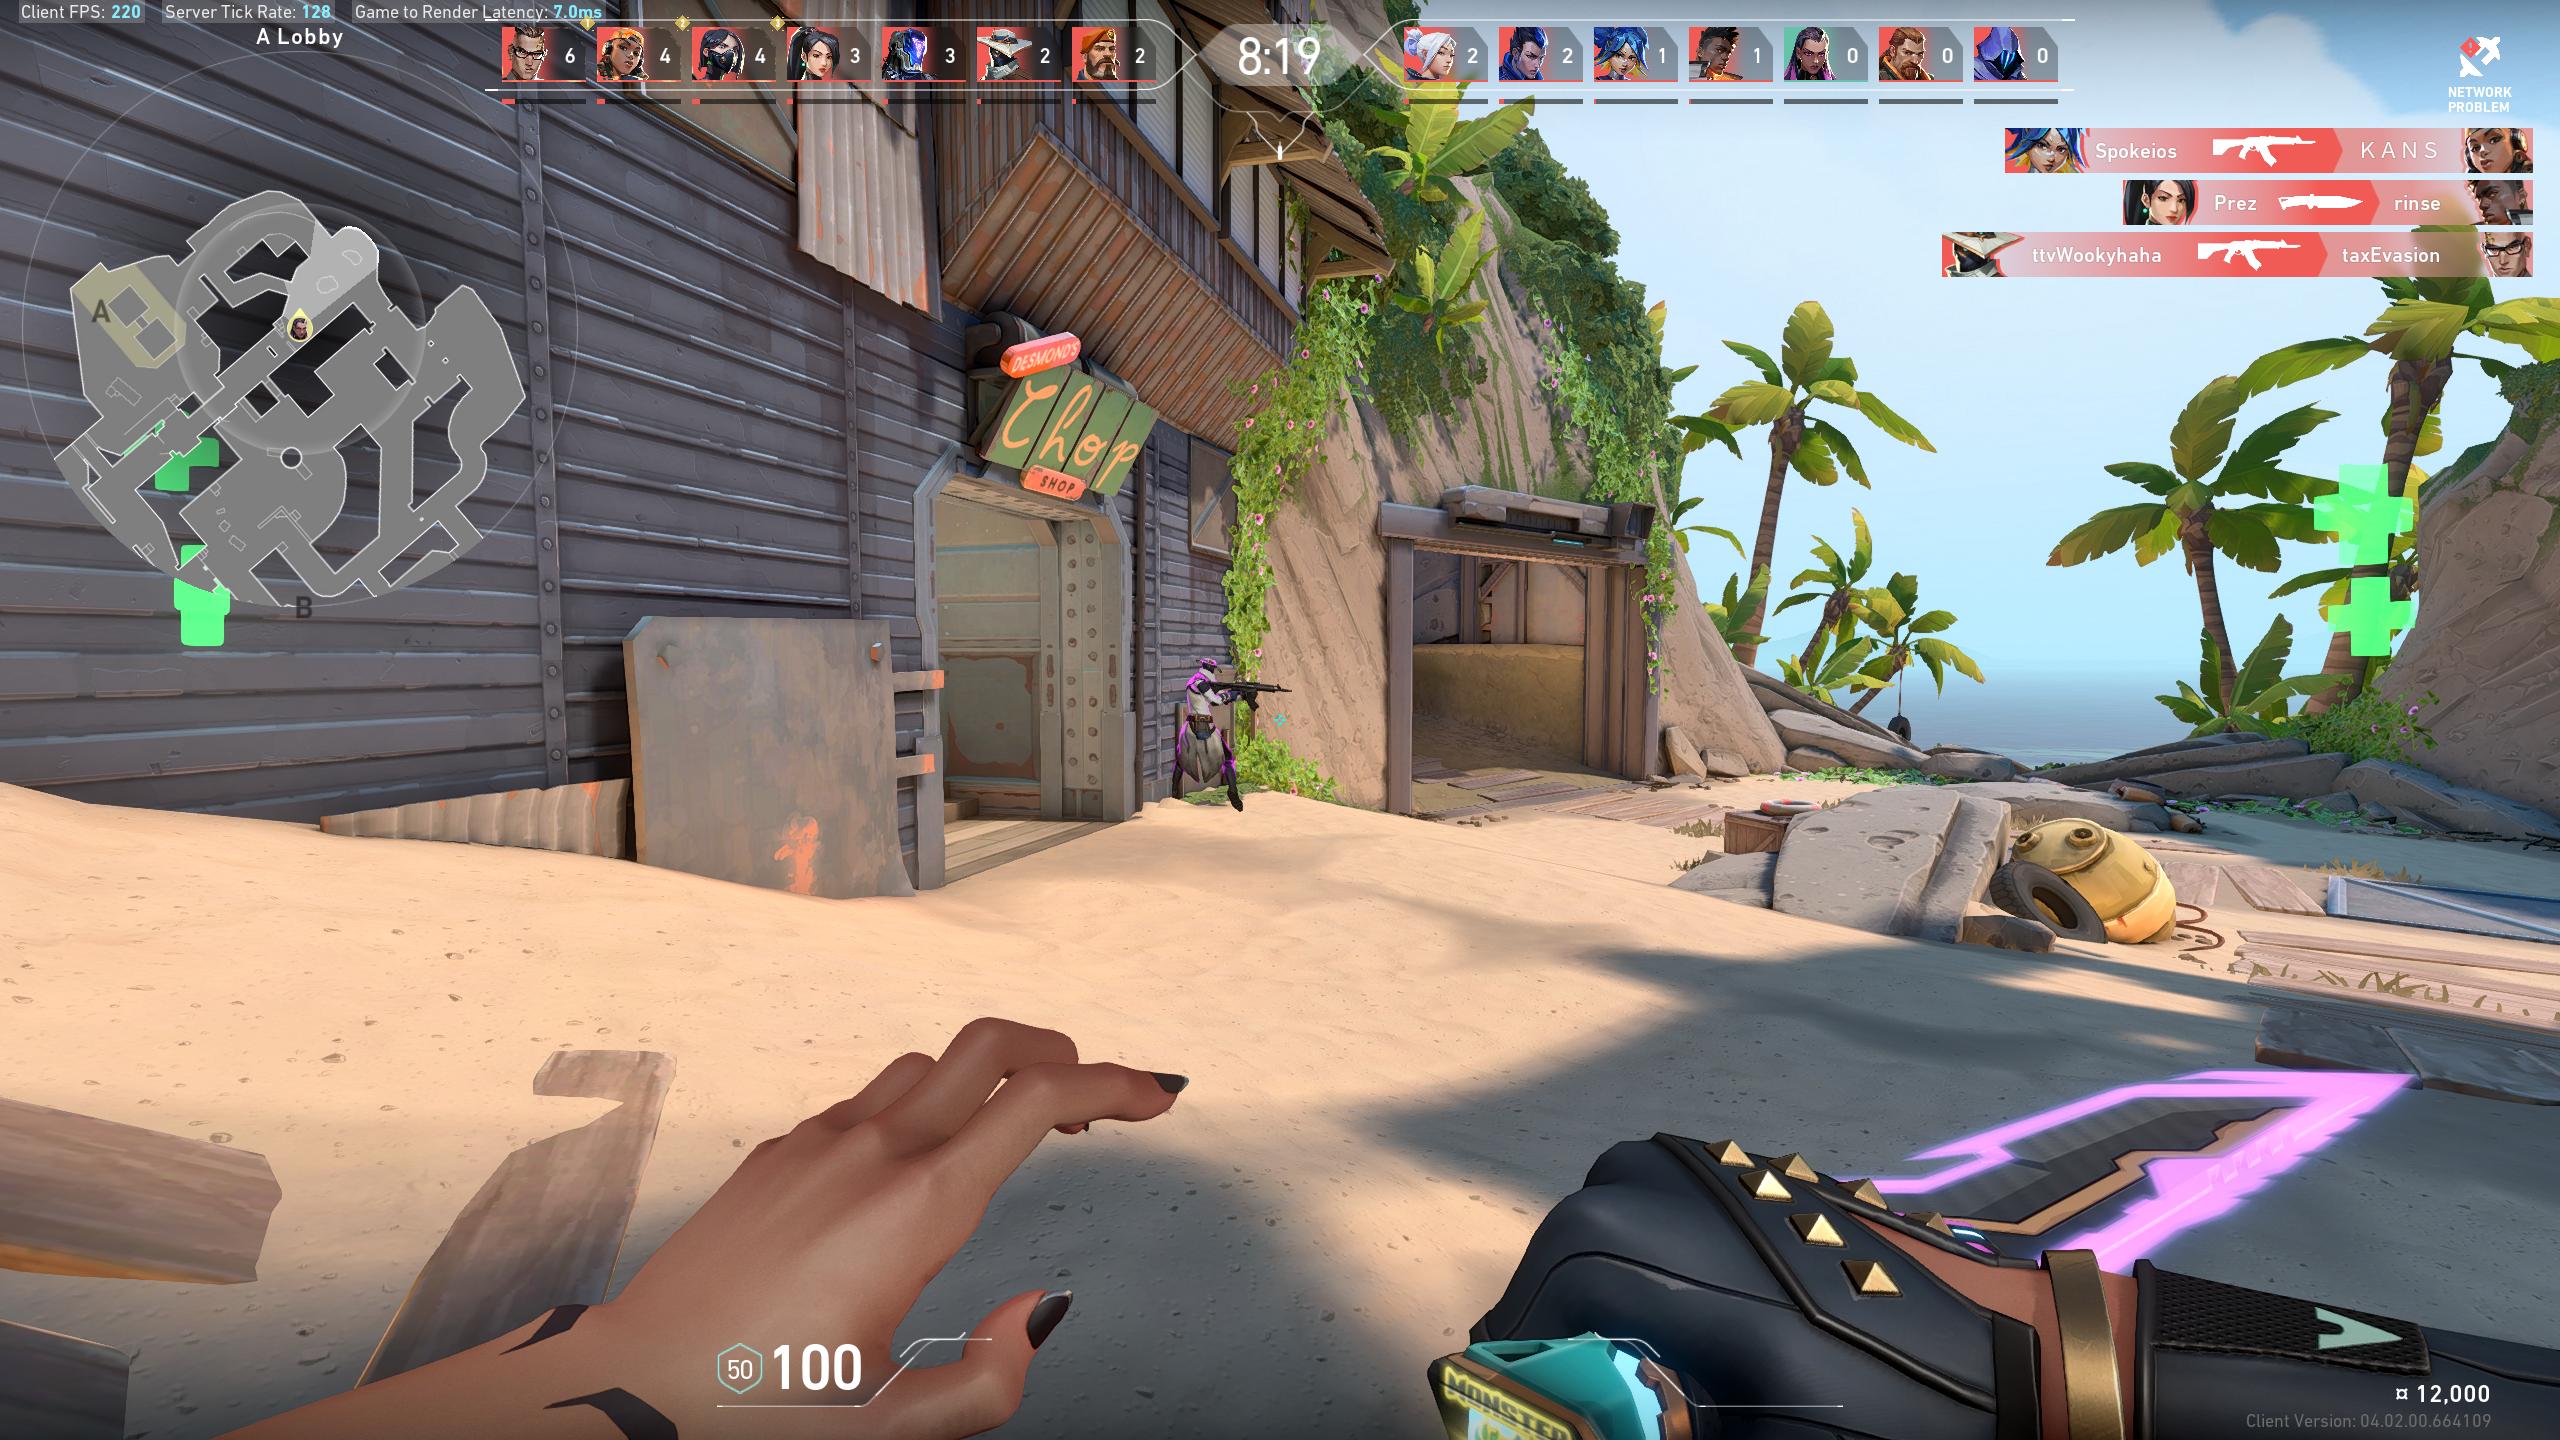 Client FPS: 220 Server Tick Rate: 128 Game to Render Latency: 7.0ms
A Lobby
6 4 4 3 3 2 2
8:19
2 2 1 1 0 0 0
NETWORK
PROBLEM
Spokeios KANS
Prez rinse
ttvWookyhaha taxEvasion
A
B
DESMOND'S
Chop
SHOP
50 100
MONSTER
¤ 12,000
Client Version: 04.02.00.664109